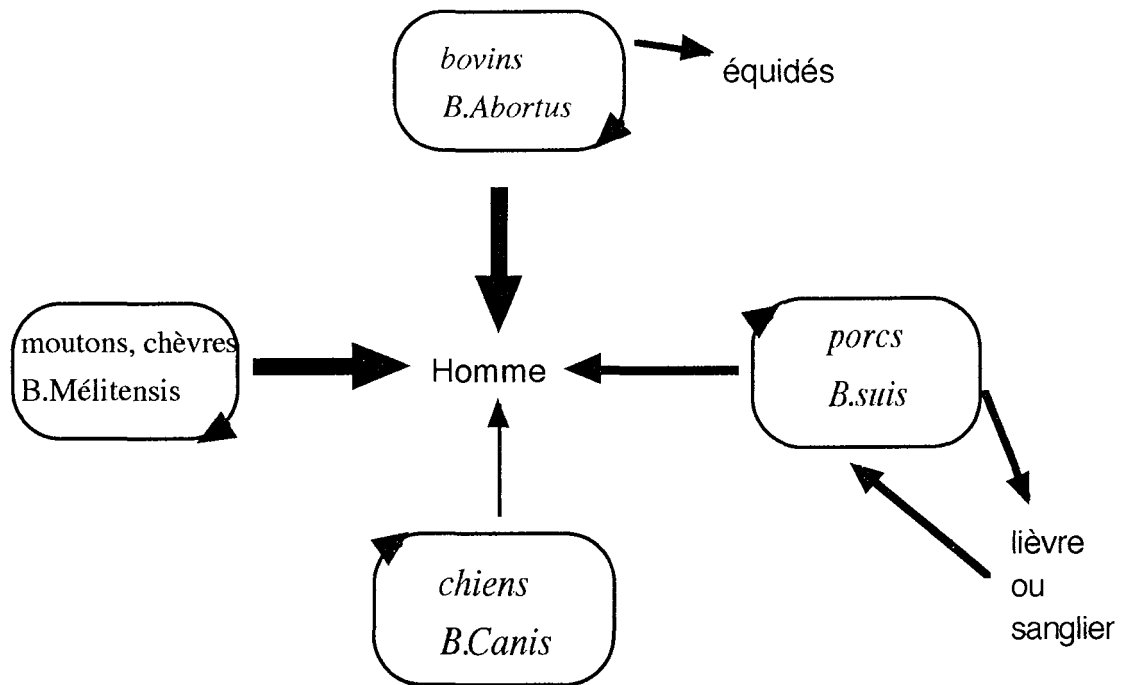 bovins
B.Abortus
équidés
moutons, chèvres
B.Mélitensis
Homme
porcs
B.suis
chiens
B.Canis
lièvre
ou
sanglier